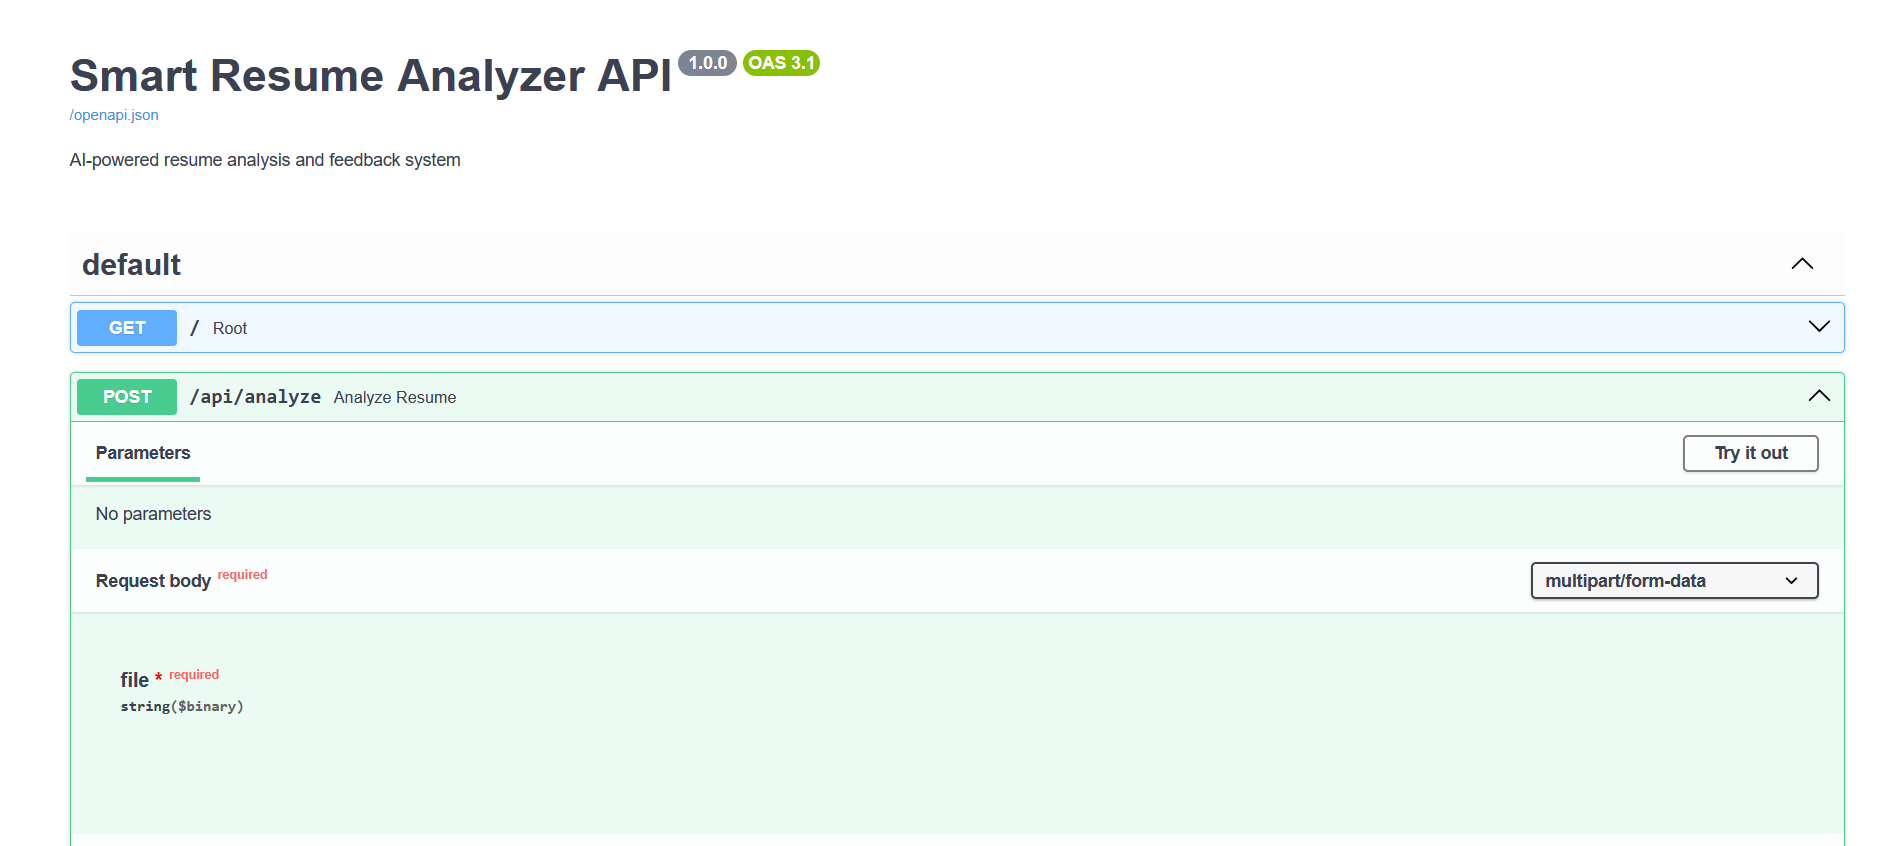 Smart Resume Analyzer API 1.0.0 OAS 3.1
/openapi.json
AI-powered resume analysis and feedback system
default
GET / Root
POST /api/analyze Analyze Resume
Parameters Try it out
No parameters
Request body required multipart/form-data
file * required
string($binary)